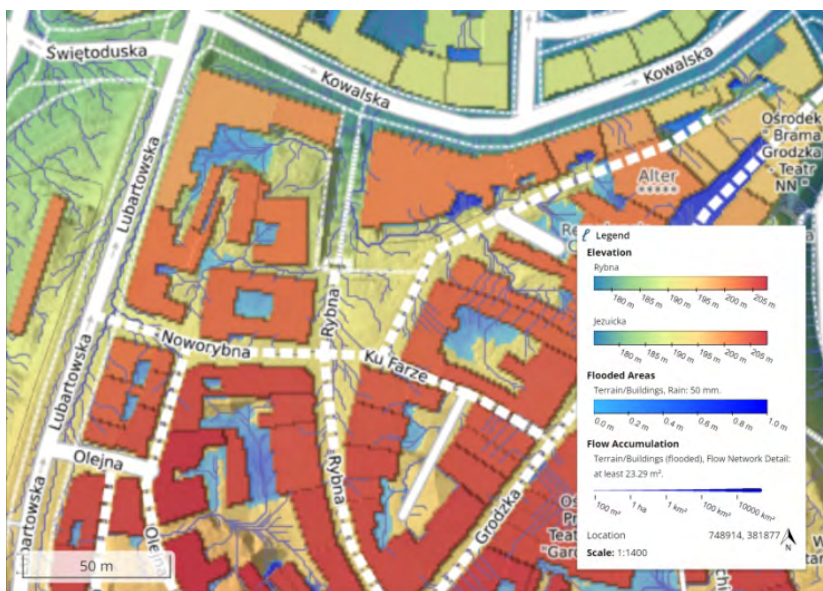 Świętoduska
Kowalska
Kowalska
Lubartowska
Ośrodek
" Brama
Grodzka
- Teatr
NN "
Alter
Rybna
Noworybna
Ku Farze
Lubartowska
Olejna
Rybna
Grodzka
Olejna
50 m
Legend
Elevation
Rybna
180 m 185 m 190 m 195 m 200 m 205 m
Jezuicka
180 m 185 m 190 m 195 m 200 m 205 m
Flooded Areas
Terrain/Buildings, Rain: 50 mm.
0.0 m 0.2 m 0.4 m 0.6 m 0.8 m 1.0 m
Flow Accumulation
Terrain/Buildings (flooded), Flow Network Detail:
at least 23.29 m².
100 m² 1 ha 1 km² 100 km² 10000 km²
Location 748914, 381877
Scale: 1:1400
N